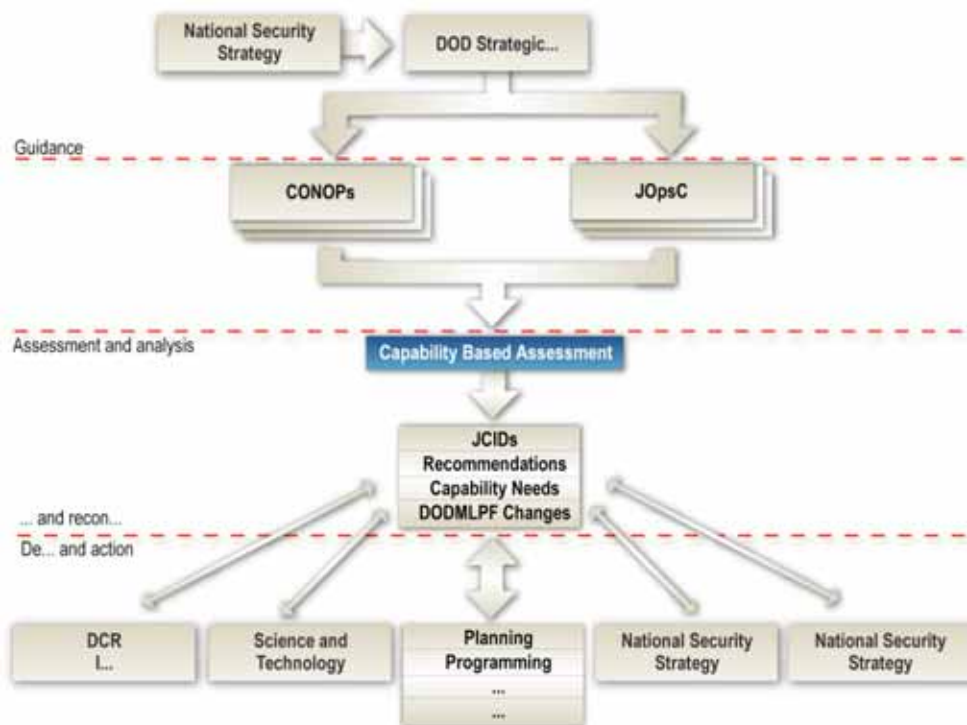 National Security
Strategy
DOD Strategic...
Guidance
CONOPs
JOpsC
Assessment and analysis
Capability Based Assessment
JCIDs
Recommendations
Capability Needs
DODMLPF Changes
... and recon...
De... and action
DCR
I...
Science and
Technology
Planning
Programming
...
...
National Security
Strategy
National Security
Strategy